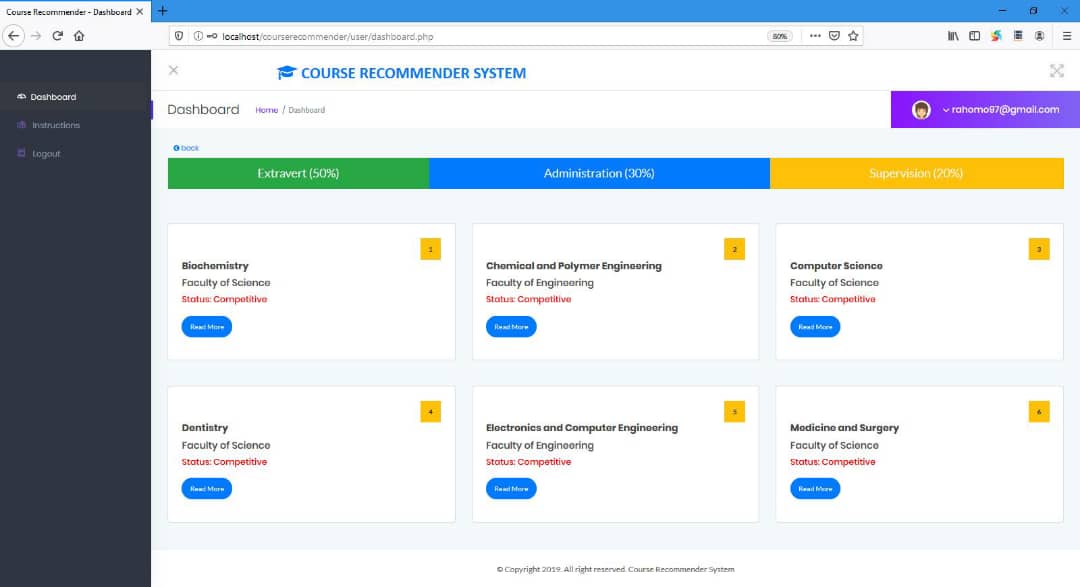 Course Recommender - Dashboard
localhost/courserecommender/user/dashboard.php
80%
COURSE RECOMMENDER SYSTEM
Dashboard
Instructions
Logout
Dashboard
Home / Dashboard
rahomo97@gmail.com
back
Extravert (50%)
Administration (30%)
Supervision (20%)
1
Biochemistry
Faculty of Science
Status: Competitive
Read More
2
Chemical and Polymer Engineering
Faculty of Engineering
Status: Competitive
Read More
3
Computer Science
Faculty of Science
Status: Competitive
Read More
4
Dentistry
Faculty of Science
Status: Competitive
Read More
5
Electronics and Computer Engineering
Faculty of Engineering
Status: Competitive
Read More
6
Medicine and Surgery
Faculty of Science
Status: Competitive
Read More
© Copyright 2019. All right reserved. Course Recommender System